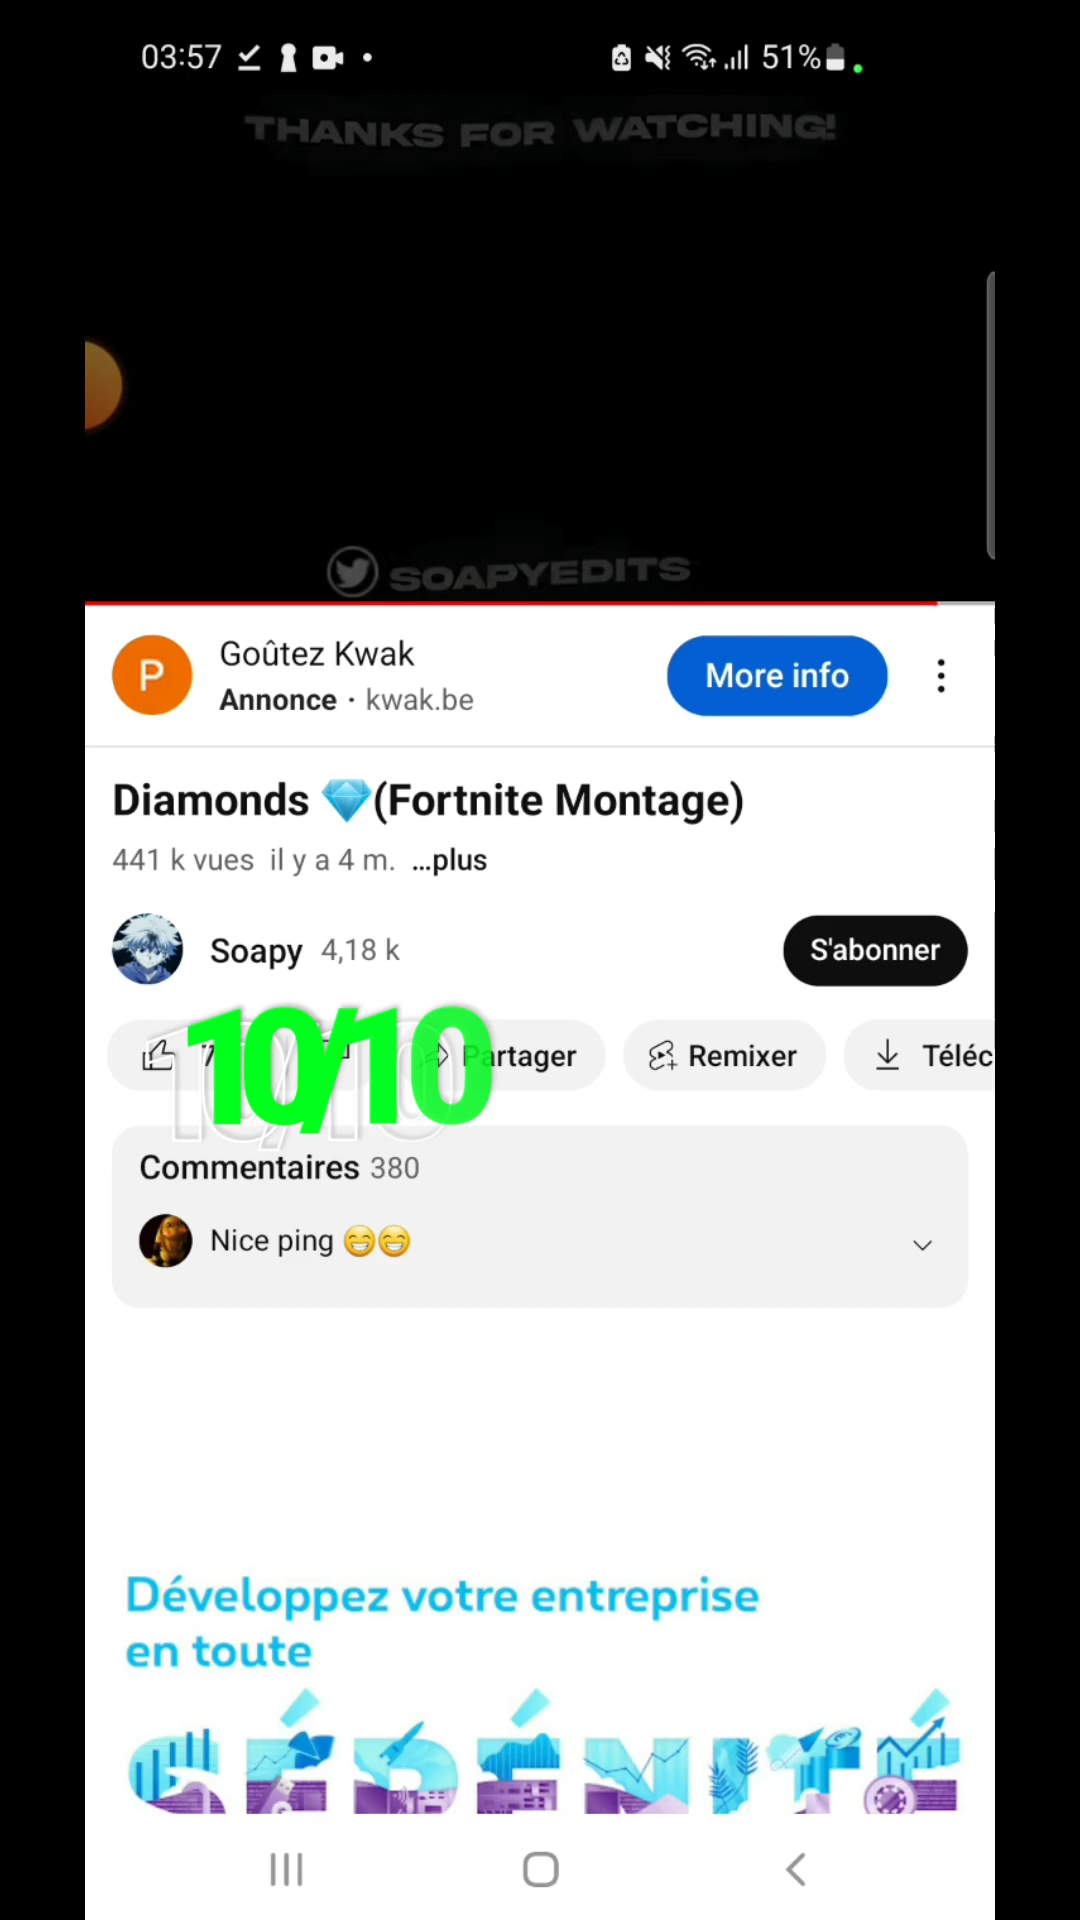 03:57
51%
THANKS FOR WATCHING!
SOAPYEDITS
P
Goûtez Kwak
More info
Annonce · kwak.be
Diamonds 💎(Fortnite Montage)
441 k vues il y a 4 m. ...plus
Soapy 4,18 k
S'abonner
10/10
Partager
Remixer
Téléc
Commentaires 380
Nice ping 😁😁
Développez votre entreprise
en toute
SÉRÉNITÉ